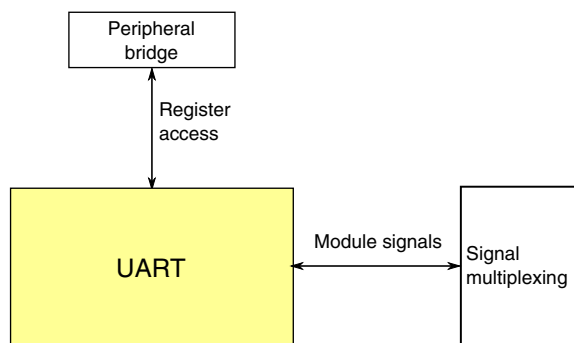 Peripheral
bridge
Register
access
UART
Module signals
Signal
multiplexing